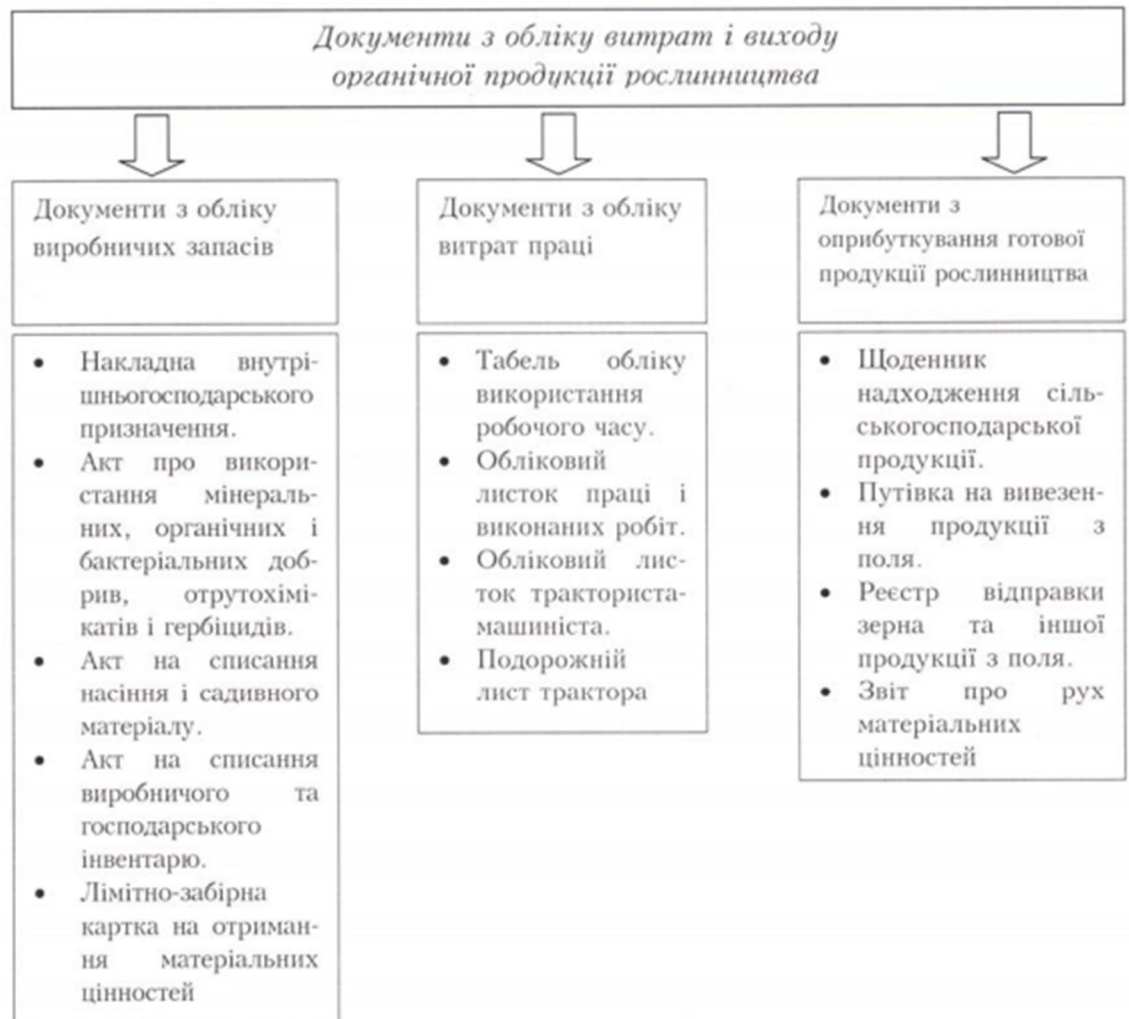 Документи з обліку витрат і виходу
органічної продукції рослинництва
Документи з обліку
виробничих запасів
Документи з обліку
витрат праці
Документи з
оприбуткування готової
продукції рослинництва
• Накладна внутрі-
шньогосподарського
призначення.
• Акт про викори-
стання мінераль-
них, органічних і
бактеріальних доб-
рив, отрутохімі-
катів і гербіцидів.
• Акт на списання
насіння і садивного
матеріалу.
• Акт на списання
виробничого та
господарського
інвентарю.
• Лімітно-забірна
картка на отриман-
ня матеріальних
цінностей
• Табель обліку
використання
робочого часу.
• Обліковий
листок праці і
виконаних робіт.
• Обліковий лис-
ток тракториста-
машиніста.
• Подорожній
лист трактора
• Щоденник
надходження сіль-
ськогосподарської
продукції.
• Путівка на вивезен-
ня продукції з
поля.
• Реєстр відправки
зерна та іншої
продукції з поля.
• Звіт про рух
матеріальних
цінностей